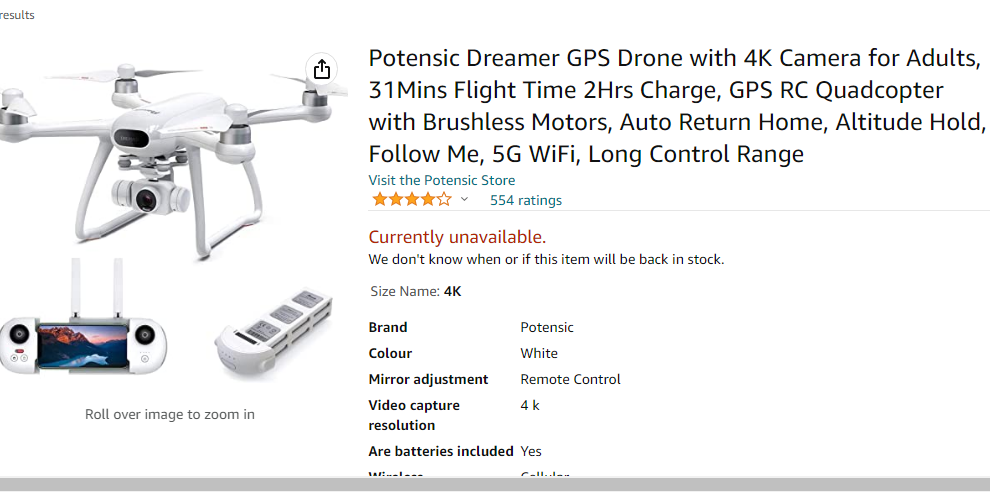 results
Potensic Dreamer GPS Drone with 4K Camera for Adults,
31Mins Flight Time 2Hrs Charge, GPS RC Quadcopter
with Brushless Motors, Auto Return Home, Altitude Hold,
Follow Me, 5G WiFi, Long Control Range
Visit the Potensic Store
554 ratings
Currently unavailable.
We don't know when or if this item will be back in stock.
Size Name: 4K
Brand Potensic
Colour White
Mirror adjustment Remote Control
Video capture 4 k
resolution
Are batteries included Yes
Wireless Cellular
Roll over image to zoom in